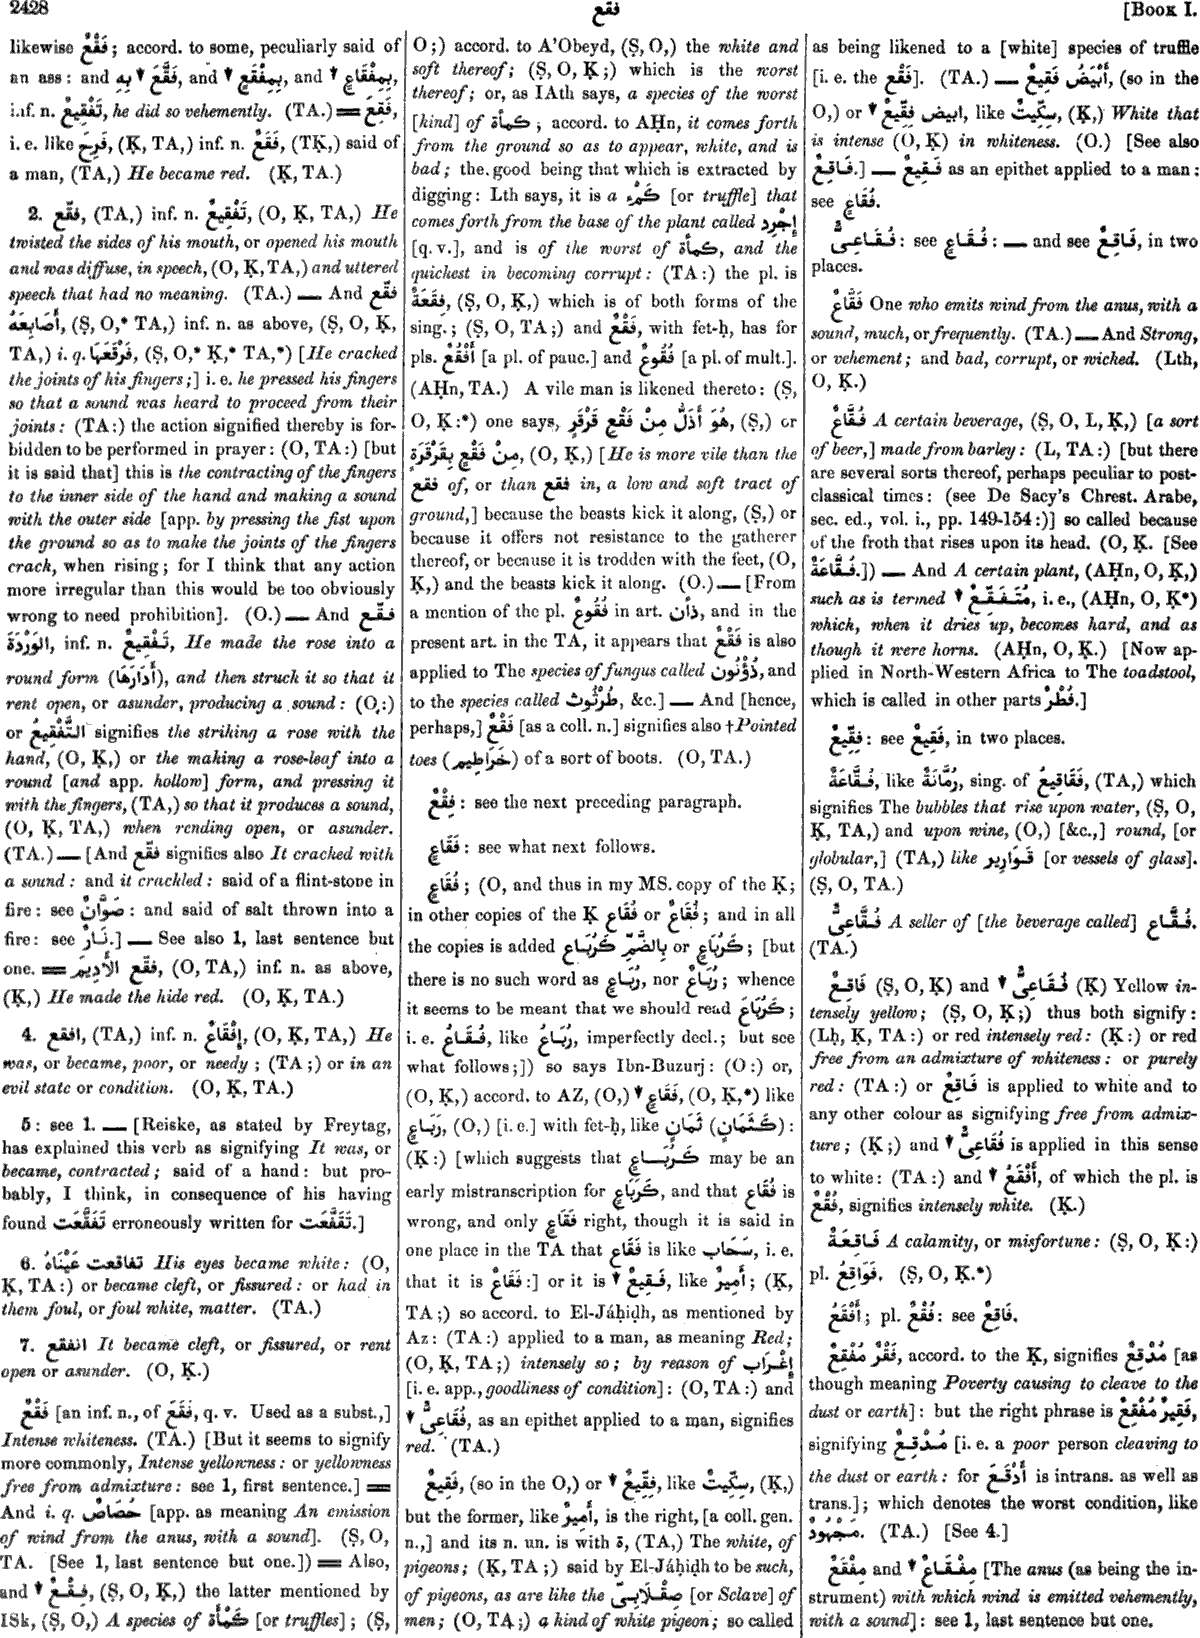 2428
فقع
[Book I.
likewise فَقْعٌ; accord. to some, peculiarly said of
an ass: and فَقَّعَ ▼ بِهِ, and ▼ بِمِفْقَعٍ, and ▼ بِمِفْقَاعٍ,
inf. n. تَفْقِيعٌ, he did so vehemently. (TA.) ═ فَقِعَ,
i. e. like فَرِحَ, (Ḳ, TA,) inf. n. فَقَعٌ, (TḲ,) said of
a man, (TA,) He became red. (Ḳ, TA.)
2. فقّع, (TA,) inf. n. تَفْقِيعٌ, (O, Ḳ, TA,) He
twisted the sides of his mouth, or opened his mouth
and was diffuse, in speech, (O, Ḳ, TA,) and uttered
speech that had no meaning. (TA.) — And فقّع
أَصَابِعَهُ, (Ṣ, O,* TA,) inf. n. as above, (Ṣ, O, Ḳ,
TA,) i. q. فَرْقَعَهَا, (Ṣ, O,* Ḳ,* TA,*) [He cracked
the joints of his fingers;] i. e. he pressed his fingers
so that a sound was heard to proceed from their
joints: (TA:) the action signified thereby is for-
bidden to be performed in prayer: (O, TA:) [but
it is said that] this is the contracting of the fingers
to the inner side of the hand and making a sound
with the outer side [app. by pressing the fist upon
the ground so as to make the joints of the fingers
crack, when rising; for I think that any action
more irregular than this would be too obviously
wrong to need prohibition]. (O.) — And فقّع
الوَرْدَةَ, inf. n. تَفْقِيعٌ, He made the rose into a
round form (أَدَارَهَا), and then struck it so that it
rent open, or asunder, producing a sound: (O,:)
or التَّفْقِيعُ signifies the striking a rose with the
hand, (O, Ḳ,) or the making a rose-leaf into a
round [and app. hollow] form, and pressing it
with the fingers, (TA,) so that it produces a sound,
(O, Ḳ, TA,) when rending open, or asunder.
(TA.) — [And فقّع signifies also It cracked with
a sound: and it crackled: said of a flint-stone in
fire: see صَوَّانٌ: and said of salt thrown into a
fire: see نَارٌ.] — See also 1, last sentence but
one. ═ فقّع الأَدِيمَ, (O, TA,) inf. n. as above,
(Ḳ,) He made the hide red. (O, Ḳ, TA.)
4. افقع, (TA,) inf. n. إِفْقَاعٌ, (O, Ḳ, TA,) He
was, or became, poor, or needy; (TA;) or in an
evil state or condition. (O, Ḳ, TA.)
5: see 1. — [Reiske, as stated by Freytag,
has explained this verb as signifying It was, or
became, contracted; said of a hand: but pro-
bably, I think, in consequence of his having
found تَفَقَّعَت erroneously written for تَقَفَّعَت.]
6. تفاقعت عَيْنَاهُ His eyes became white: (O,
Ḳ, TA:) or became cleft, or fissured: or had in
them foul, or foul white, matter. (TA.)
7. انفقع It became cleft, or fissured, or rent
open or asunder. (O, Ḳ.)
فَقْعٌ [an inf. n., of فَقَعَ, q. v. Used as a subst.,]
Intense whiteness. (TA.) [But it seems to signify
more commonly, Intense yellowness: or yellowness
free from admixture: see 1, first sentence.] ═
And i. q. حُصَاصٌ [app. as meaning An emission
of wind from the anus, with a sound]. (Ṣ, O,
TA. [See 1, last sentence but one.]) ═ Also,
and ▼ فِقْعٌ, (Ṣ, O, Ḳ,) the latter mentioned by
ISk, (Ṣ, O,) A species of كَمْأَة [or truffles]; (Ṣ,
O;) accord. to A'Obeyd, (Ṣ, O,) the white and
soft thereof; (Ṣ, O, Ḳ;) which is the worst
thereof; or, as IAth says, a species of the worst
[kind] of كمأة; accord. to AḤn, it comes forth
from the ground so as to appear, white, and is
bad; the good being that which is extracted by
digging: Lth says, it is a كَمْء [or truffle] that
comes forth from the base of the plant called إِجْرِد
[q. v.], and is of the worst of كمأة, and the
quickest in becoming corrupt: (TA:) the pl. is
فِقَعَةٌ, (Ṣ, O, Ḳ,) which is of both forms of the
sing.; (Ṣ, O, TA;) and فَقْعٌ, with fet-ḥ, has for
pls. أَفْقُعٌ [a pl. of pauc.] and فُقُوعٌ [a pl. of mult.].
(AḤn, TA.) A vile man is likened thereto: (Ṣ,
O, Ḳ:*) one says, هُوَ أَذَلُّ مِنْ فَقْعِ قَرْقَرٍ, (Ṣ,) or
مِنْ فَقْعٍ بِقَرْقَرَةٍ, (O, Ḳ,) [He is more vile than the
فقع of, or than فقع in, a low and soft tract of
ground,] because the beasts kick it along, (Ṣ,) or
because it offers not resistance to the gatherer
thereof, or because it is trodden with the feet, (O,
Ḳ,) and the beasts kick it along. (O.) — [From
a mention of the pl. فُقُوعٌ in art. ذأن, and in the
present art. in the TA, it appears that فَقْعٌ is also
applied to The species of fungus called ذُؤْنُون, and
to the species called طُرْثُوث, &c.] — And [hence,
perhaps,] فَقْعٌ [as a coll. n.] signifies also †Pointed
toes (خَرَاطِيم) of a sort of boots. (O, TA.)
فِقْعٌ: see the next preceding paragraph.
فَقَاعٍ: see what next follows.
فُقَاعٍ; (O, and thus in my MS. copy of the Ḳ;
in other copies of the Ḳ فُقَاعِ or فُقَاعٌ; and in all
the copies is added كَرُبَاعٍ بِالضَّمِّ or كَرُبَاعٍ; [but
there is no such word as رُبَاعٍ, nor رُبَاعٌ; whence
it seems to be meant that we should read كَرُبَاعَ;
i. e. فُقَاعُ, like رُبَاعُ, imperfectly decl.; but see
what follows;]) so says Ibn-Buzurj: (O:) or,
(O, Ḳ,) accord. to AZ, (O,) ▼ فَقَاعٍ, (O, Ḳ,*) like
رَبَاعٍ, (O,) [i. e.] with fet-ḥ, like ثَمَانٍ (كَثَمَانٍ):
(Ḳ:) [which suggests that كَرُبَاعٍ may be an
early mistranscription for كَرَبَاعٍ, and that فُقَاع is
wrong, and only فَقَاعٍ right, though it is said in
one place in the TA that فَقَاع is like سَحَاب, i. e.
that it is فَقَاعٌ:] or it is ▼ فَقِيعٌ, like أَمِيرٌ; (Ḳ,
TA;) so accord. to El-Jáḥidh, as mentioned by
Az: (TA:) applied to a man, as meaning Red;
(O, Ḳ, TA;) intensely so; by reason of إِغْرَاب
[i. e. app., goodliness of condition]: (O, TA:) and
▼ فُقَاعِىٌّ, as an epithet applied to a man, signifies
red. (TA.)
فَقِيعٌ, (so in the O,) or ▼ فِقِّيعٌ, like سِكِّيتٌ, (Ḳ,)
but the former, like أَمِيرٌ, is the right, [a coll. gen.
n.,] and its n. un. is with ة, (TA,) The white, of
pigeons; (Ḳ, TA;) said by El-Jáḥidh to be such,
of pigeons, as are like the صِقْلَابِىّ [or Sclave] of
men; (O, TA;) a kind of white pigeon; so called
as being likened to a [white] species of truffle
[i. e. the فَقْع]. (TA.) — أَبْيَضُ فَقِيعٌ, (so in the
O,) or ▼ ابيض فِقِّيعٌ, like سِكِّيتٌ, (Ḳ,) White that
is intense (O, Ḳ) in whiteness. (O.) [See also
فَاقِعٌ.] — فَقِيعٌ as an epithet applied to a man:
see فُقَاعٍ.
فُقَاعِىٌّ: see فُقَاعٍ: — and see فَاقِعٌ, in two
places.
فَقَّاعٌ One who emits wind from the anus, with a
sound, much, or frequently. (TA.) — And Strong,
or vehement; and bad, corrupt, or wicked. (Lth,
O, Ḳ.)
فُقَّاعٌ A certain beverage, (Ṣ, O, L, Ḳ,) [a sort
of beer,] made from barley: (L, TA:) [but there
are several sorts thereof, perhaps peculiar to post-
classical times: (see De Sacy's Chrest. Arabe,
sec. ed., vol. i., pp. 149-154:)] so called because
of the froth that rises upon its head. (O, Ḳ. [See
فُقَّاعَةٌ.]) — And A certain plant, (AḤn, O, Ḳ,)
such as is termed ▼ مُتَفَقِّعٌ, i. e., (AḤn, O, Ḳ*)
which, when it dries up, becomes hard, and as
though it were horns. (AḤn, O, Ḳ.) [Now ap-
plied in North-Western Africa to The toadstool,
which is called in other parts فُطْر.]
فِقِّيعٌ: see فَقِيعٌ, in two places.
فُقَّاعَةٌ, like رُمَّانَةٌ, sing. of فَقَاقِيعُ, (TA,) which
signifies The bubbles that rise upon water, (Ṣ, O,
Ḳ, TA,) and upon wine, (O,) [&c.,] round, [or
globular,] (TA,) like قَوَارِير [or vessels of glass].
(Ṣ, O, TA.)
فُقَّاعِىٌّ A seller of [the beverage called] فُقَّاع.
(TA.)
فَاقِعٌ (Ṣ, O, Ḳ) and ▼ فُقَاعِىٌّ (Ḳ) Yellow in-
tensely yellow; (Ṣ, O, Ḳ;) thus both signify:
(Lḥ, Ḳ, TA:) or red intensely red: (Ḳ:) or red
free from an admixture of whiteness: or purely
red: (TA:) or فَاقِعٌ is applied to white and to
any other colour as signifying free from admix-
ture; (Ḳ;) and ▼ فُقَاعِىٌّ is applied in this sense
to white: (TA:) and ▼ أَفْقَعُ, of which the pl. is
فُقْعٌ, signifies intensely white. (Ḳ.)
فَاقِعَةٌ A calamity, or misfortune: (Ṣ, O, Ḳ:)
pl. فَوَاقِعُ. (Ṣ, O, Ḳ.*)
أَفْقَعُ; pl. فُقْعٌ: see فَاقِعٌ.
فَقْرٌ مُفْقِعٌ, accord. to the Ḳ, signifies مُدْقِعٌ [as
though meaning Poverty causing to cleave to the
dust or earth]: but the right phrase is فَقِيرٌ مُفْقِعٌ,
signifying مُدْقِعٌ [i. e. a poor person cleaving to
the dust or earth: for أَدْقَعَ is intrans. as well as
trans.]; which denotes the worst condition, like
مَجْهُودٌ. (TA.) [See 4.]
مِفْقَعٌ and ▼ مِفْقَاعٌ [The anus (as being the in-
strument) with which wind is emitted vehemently,
with a sound]: see 1, last sentence but one.